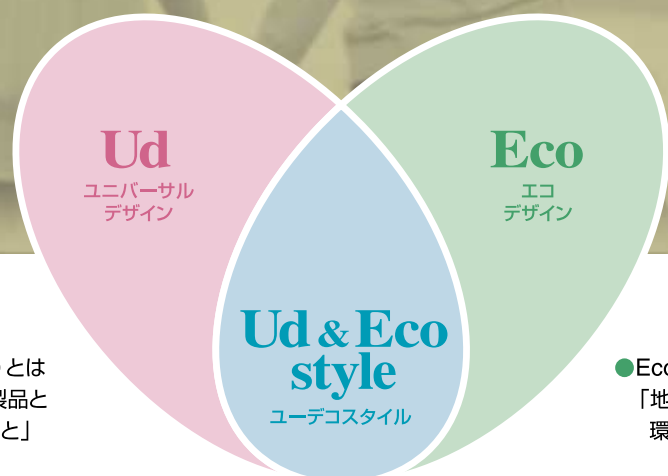 Ud
ユニバーサル
デザイン
Eco
エコ
デザイン
Ud & Eco
style
ユーデコスタイル
とは
製品と
と」
●Eco
「地
環